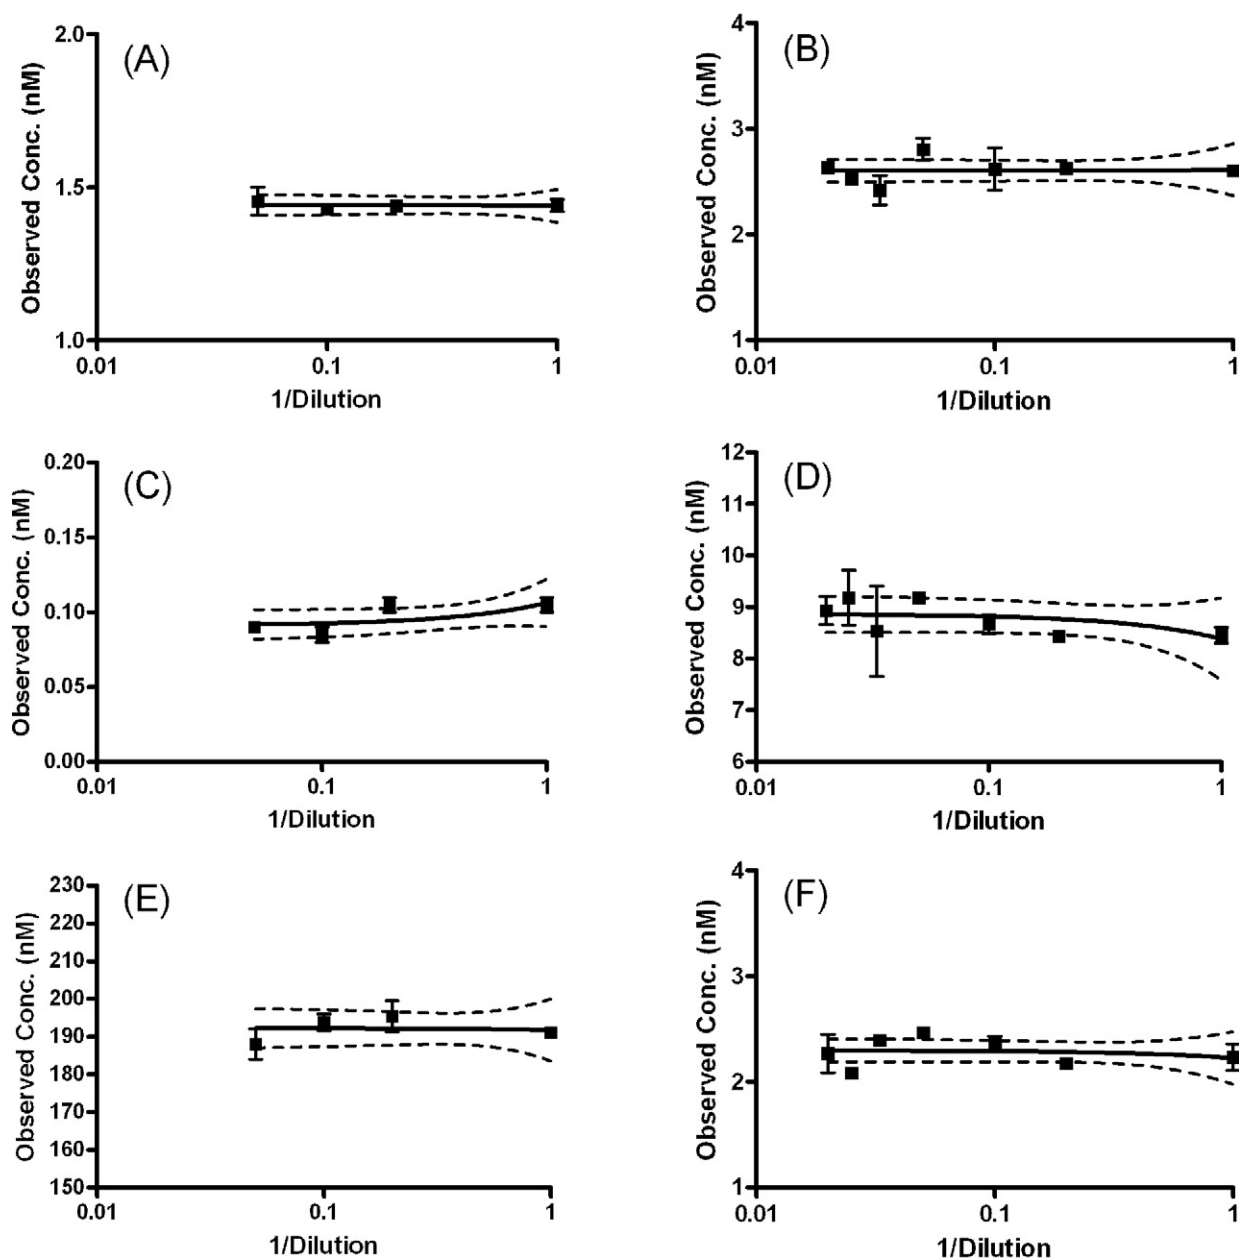 (A)
Observed Conc. (nM)
2.0
1.5
1.0
0.01
0.1
1
1/Dilution
(B)
Observed Conc. (nM)
4
3
2
1
0.01
0.1
1
1/Dilution
(C)
Observed Conc. (nM)
0.20
0.15
0.10
0.05
0.00
0.01
0.1
1
1/Dilution
(D)
Observed Conc. (nM)
12
11
10
9
8
7
6
0.01
0.1
1
1/Dilution
(E)
Observed Conc. (nM)
230
220
210
200
190
180
170
160
150
0.01
0.1
1
1/Dilution
(F)
Observed Conc. (nM)
4
3
2
1
0.01
0.1
1
1/Dilution